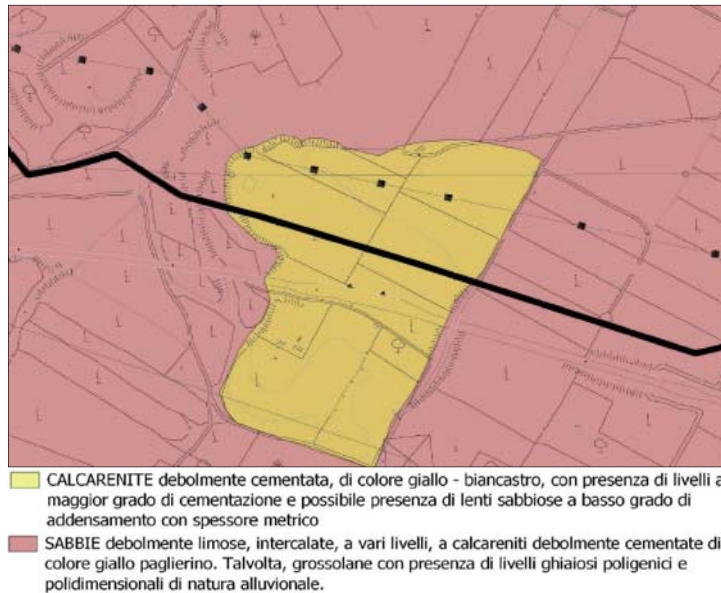 CALCARENITE debolmente cementata, di colore giallo - biancastro, con presenza di livelli a
maggior grado di cementazione e possibile presenza di lenti sabbiose a basso grado di
addensamento con spessore metrico
SABBIE debolmente limose, intercalate, a vari livelli, a calcareniti debolmente cementate di
colore giallo paglierino. Talvolta, grossolane con presenza di livelli ghiaiosi poligenici e
polidimensionali di natura alluvionale.